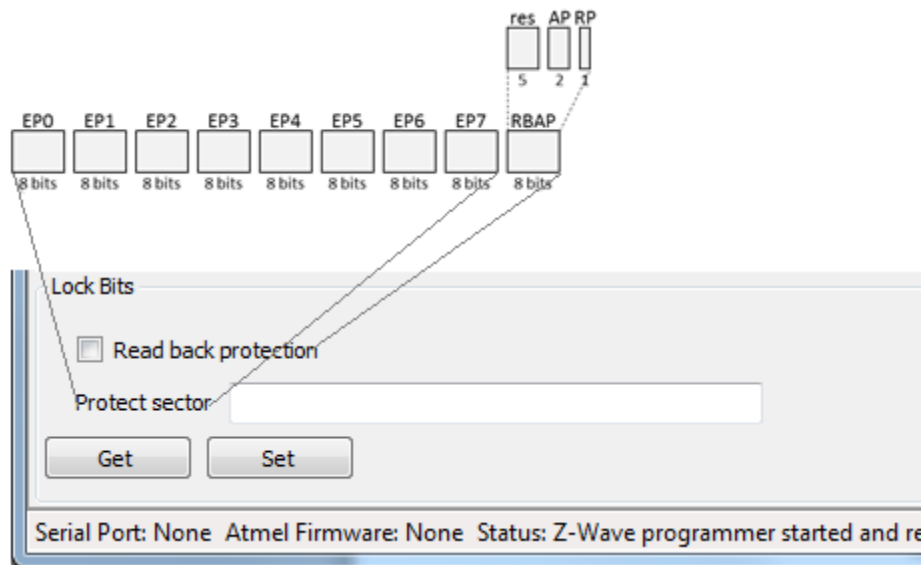 res AP RP
5 2 1
EP0 EP1 EP2 EP3 EP4 EP5 EP6 EP7 RBAP
8 bits 8 bits 8 bits 8 bits 8 bits 8 bits 8 bits 8 bits 8 bits
Lock Bits
Read back protection
Protect sector
Get Set
Serial Port: None Atmel Firmware: None Status: Z-Wave programmer started and re